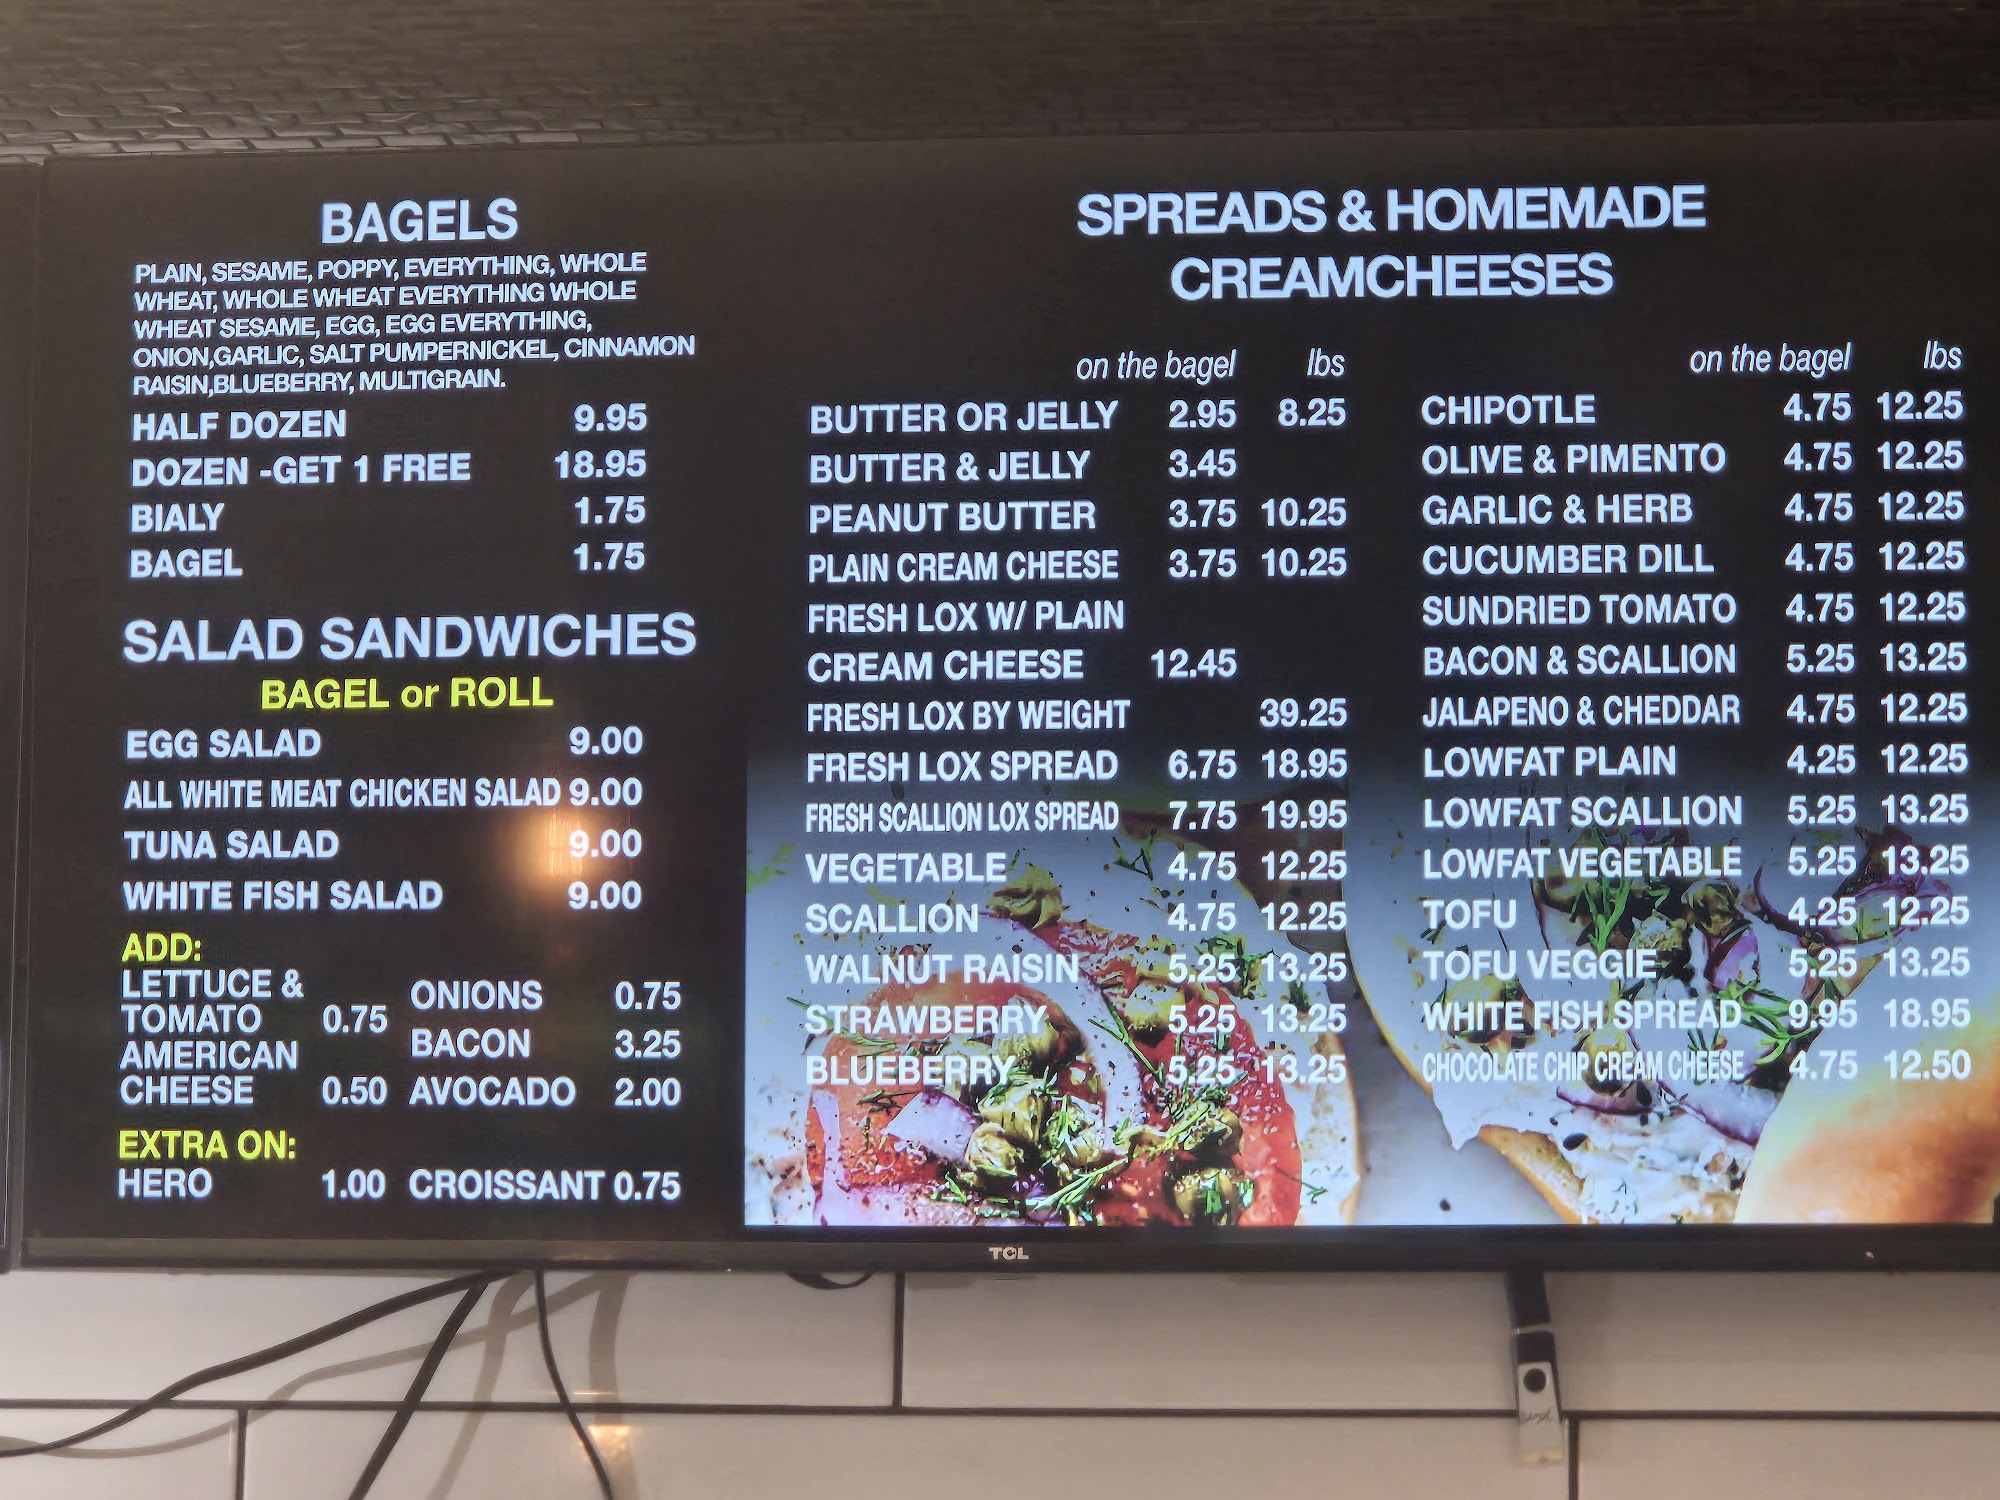 BAGELS
PLAIN, SESAME, POPPY, EVERYTHING, WHOLE
WHEAT, WHOLE WHEAT EVERYTHING WHOLE
WHEAT SESAME, EGG, EGG EVERYTHING,
ONION,GARLIC, SALT PUMPERNICKEL, CINNAMON
RAISIN,BLUEBERRY, MULTIGRAIN.
HALF DOZEN 9.95
DOZEN -GET 1 FREE 18.95
BIALY 1.75
BAGEL 1.75
SALAD SANDWICHES
BAGEL or ROLL
EGG SALAD 9.00
ALL WHITE MEAT CHICKEN SALAD 9.00
TUNA SALAD 9.00
WHITE FISH SALAD 9.00
ADD:
LETTUCE &
TOMATO 0.75
AMERICAN
CHEESE 0.50
ONIONS 0.75
BACON 3.25
AVOCADO 2.00
EXTRA ON:
HERO 1.00 CROISSANT 0.75
SPREADS & HOMEMADE
CREAMCHEESES
on the bagel lbs
BUTTER OR JELLY 2.95 8.25
BUTTER & JELLY 3.45
PEANUT BUTTER 3.75 10.25
PLAIN CREAM CHEESE 3.75 10.25
FRESH LOX W/ PLAIN
CREAM CHEESE 12.45
FRESH LOX BY WEIGHT 39.25
FRESH LOX SPREAD 6.75 18.95
FRESH SCALLION LOX SPREAD 7.75 19.95
VEGETABLE 4.75 12.25
SCALLION 4.75 12.25
WALNUT RAISIN 5.25 13.25
STRAWBERRY 5.25 13.25
BLUEBERRY 5.25 13.25
on the bagel lbs
CHIPOTLE 4.75 12.25
OLIVE & PIMENTO 4.75 12.25
GARLIC & HERB 4.75 12.25
CUCUMBER DILL 4.75 12.25
SUNDRIED TOMATO 4.75 12.25
BACON & SCALLION 5.25 13.25
JALAPENO & CHEDDAR 4.75 12.25
LOWFAT PLAIN 4.25 12.25
LOWFAT SCALLION 5.25 13.25
LOWFAT VEGETABLE 5.25 13.25
TOFU 4.25 12.25
TOFU VEGGIE 5.25 13.25
WHITE FISH SPREAD 9.95 18.95
CHOCOLATE CHIP CREAM CHEESE 4.75 12.50
TCL